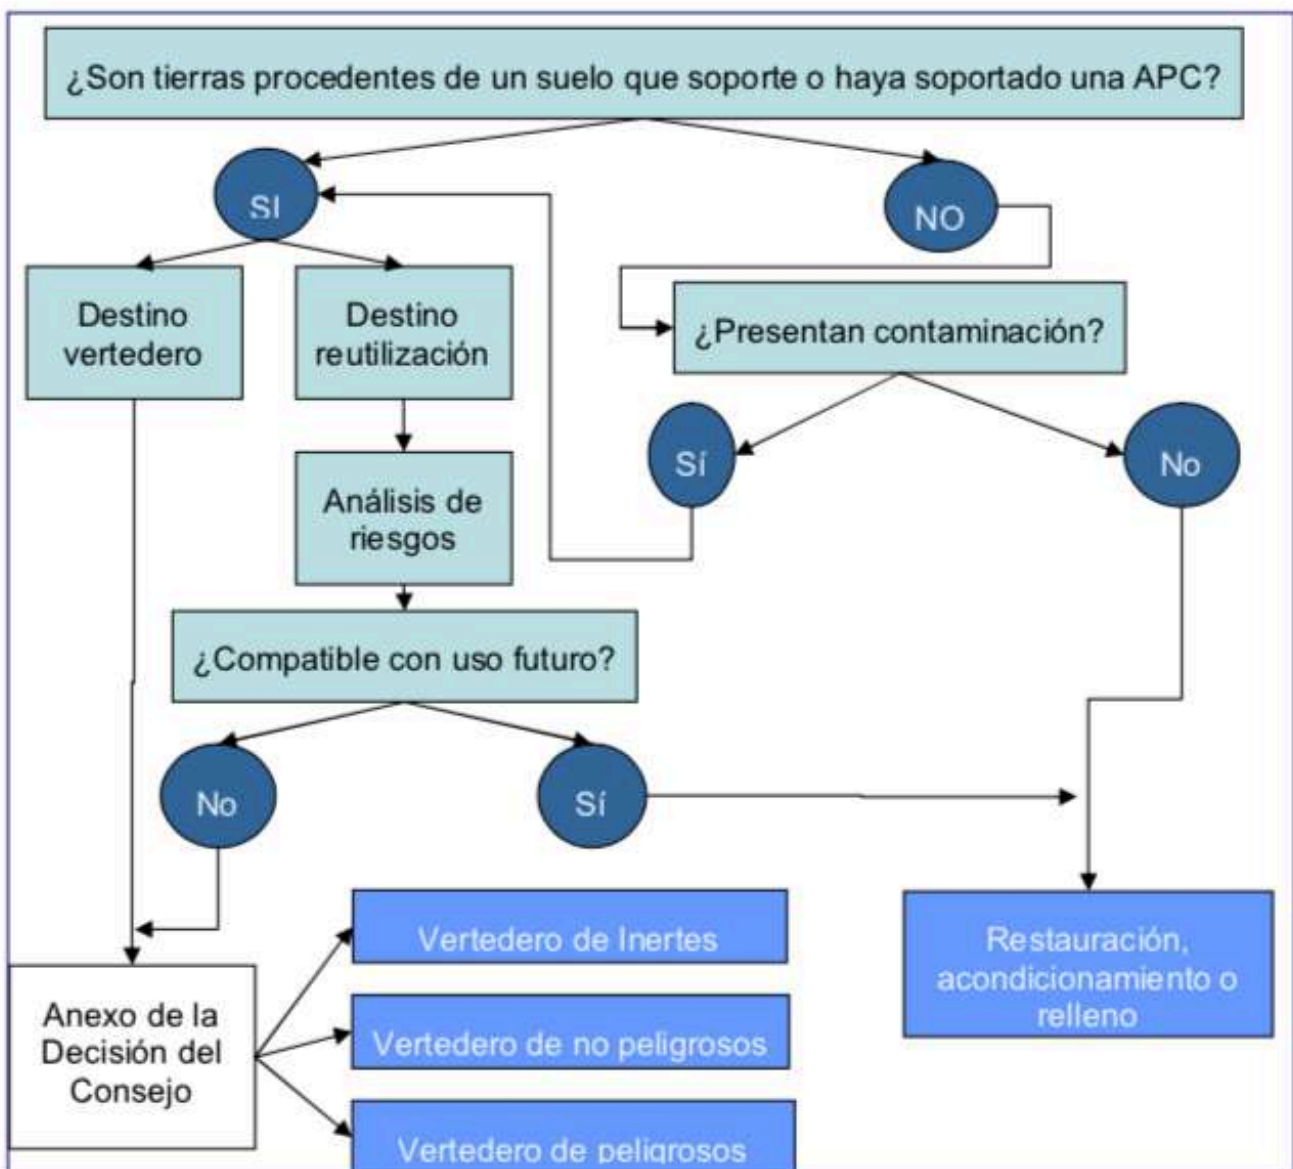 ¿Son tierras procedentes de un suelo que soporte o haya soportado una APC?
SI
NO
Destino
vertedero
Destino
reutilización
¿Presentan contaminación?
Sí
No
Análisis de
riesgos
¿Compatible con uso futuro?
No
Sí
Vertedero de Inertes
Restauración,
acondicionamiento o
relleno
Anexo de la
Decisión del
Consejo
Vertedero de no peligrosos
Vertedero de peligrosos